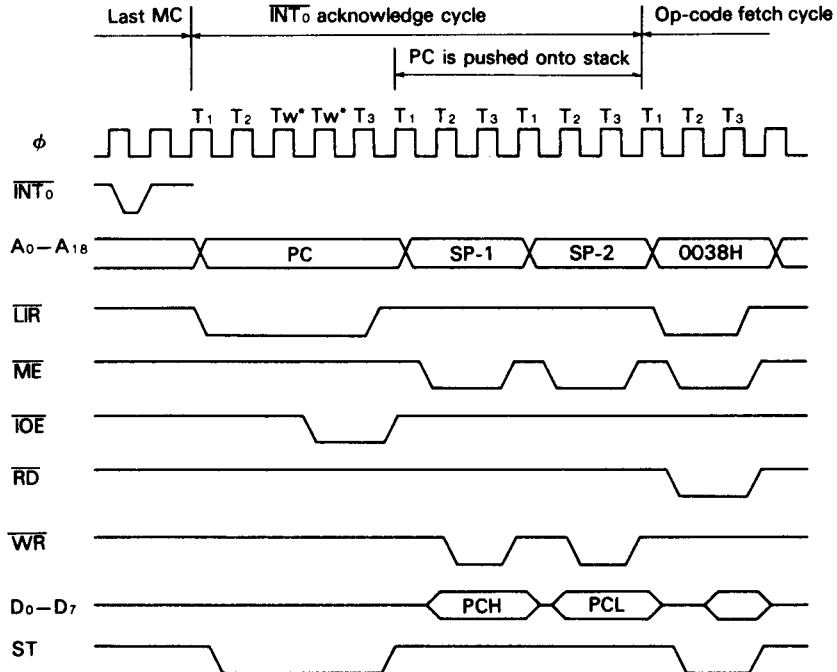 Last MC
INT₀ acknowledge cycle
Op-code fetch cycle
PC is pushed onto stack
T₁ T₂ Tw* Tw* T₃ T₁ T₂ T₃ T₁ T₂ T₃ T₁ T₂ T₃
ϕ
INT₀
A₀–A₁₈ PC SP-1 SP-2 0038H
LIR
ME
IOE
RD
WR
D₀–D₇ PCH PCL
ST